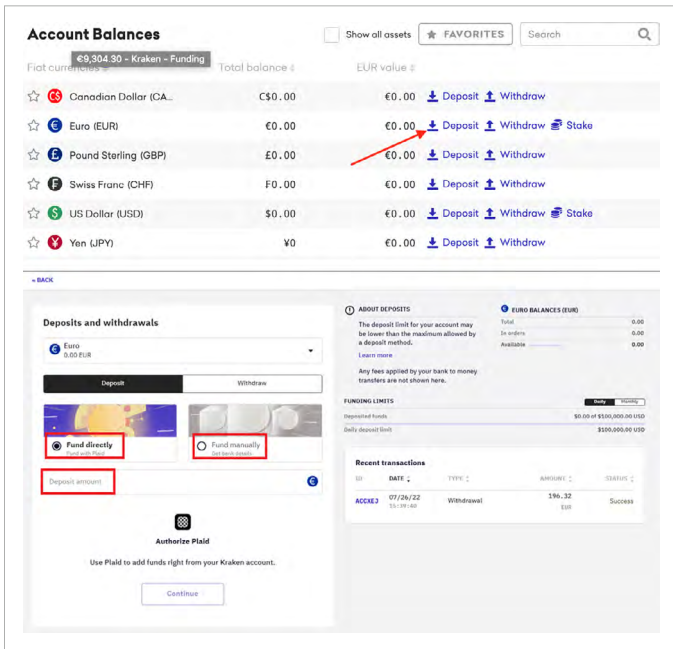 Account Balances
Show all assets
★ FAVORITES
Search
€9,304.30 - Kraken - Funding
Fiat currencies
Total balance
EUR value
Canadian Dollar (CA...
C$0.00
€0.00
Deposit
Withdraw
Euro (EUR)
€0.00
€0.00
Deposit
Withdraw
Stake
Pound Sterling (GBP)
£0.00
€0.00
Deposit
Withdraw
Swiss Franc (CHF)
₣0.00
€0.00
Deposit
Withdraw
US Dollar (USD)
$0.00
€0.00
Deposit
Withdraw
Stake
Yen (JPY)
¥0
€0.00
Deposit
Withdraw
« BACK
Deposits and withdrawals
Euro
0.00 EUR
Deposit
Withdraw
Fund directly
Fund with Plaid
Fund manually
Get bank details
Deposit amount
Authorize Plaid
Use Plaid to add funds right from your Kraken account.
Continue
ABOUT DEPOSITS
The deposit limit for your account may
be lower than the maximum allowed by
a deposit method.
Learn more
Any fees applied by your bank to money
transfers are not shown here.
EURO BALANCES (EUR)
Total
0.00
In orders
0.00
Available
0.00
FUNDING LIMITS
Daily
Monthly
Deposited funds
$0.00 of $100,000.00 USD
Daily deposit limit
$100,000.00 USD
Recent transactions
ID
DATE
TYPE
AMOUNT
STATUS
ACCXEJ
07/26/22
15:39:40
Withdrawal
196.32
EUR
Success